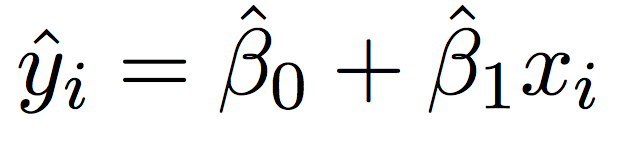 ŷᵢ = β̂₀ + β̂₁xᵢ